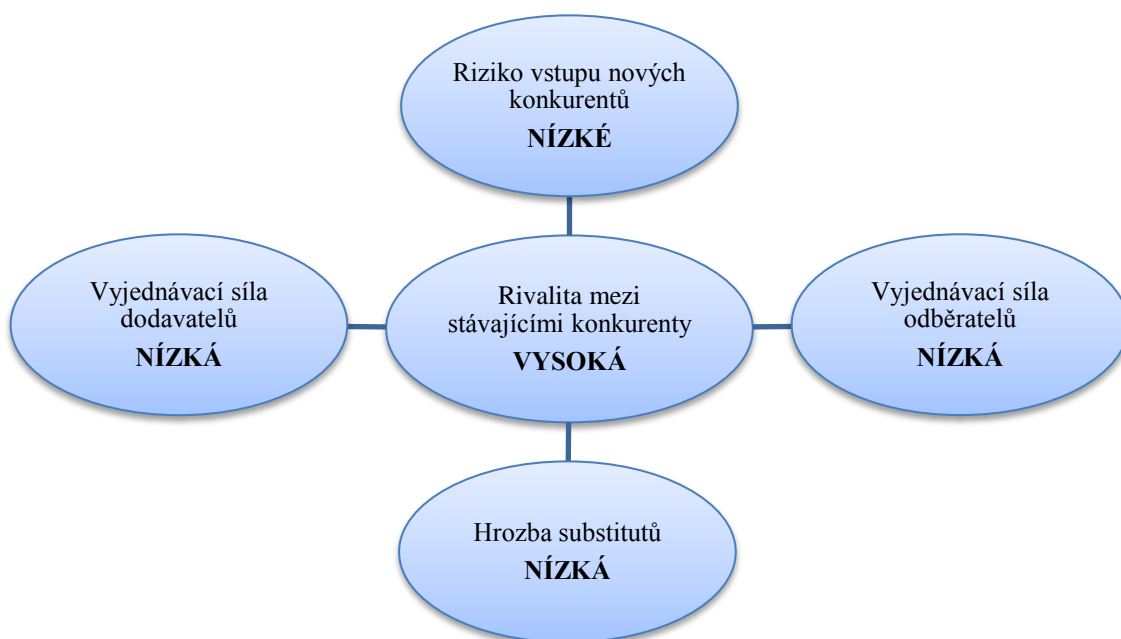 Riziko vstupu nových
konkurentů
NÍZKÉ
Vyjednávací síla
dodavatelů
NÍZKÁ
Rivalita mezi
stávajícími konkurenty
VYSOKÁ
Vyjednávací síla
odběratelů
NÍZKÁ
Hrozba substitutů
NÍZKÁ